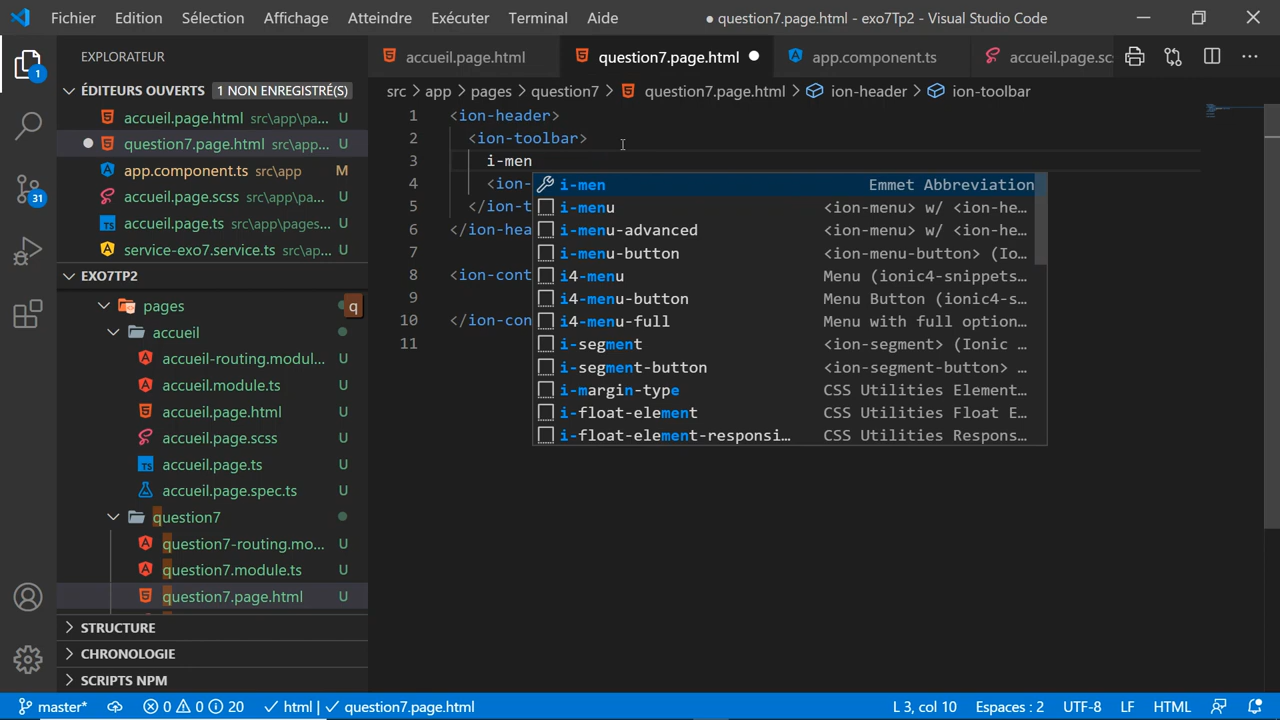 Fichier Edition Sélection Affichage Atteindre Exécuter Terminal Aide
● question7.page.html - exo7Tp2 - Visual Studio Code
EXPLORATEUR
accueil.page.html question7.page.html app.component.ts accueil.page.sc
1
ÉDITEURS OUVERTS 1 NON ENREGISTRÉ(S)
src > app > pages > question7 > question7.page.html > ion-header > ion-toolbar
accueil.page.html src\app\pa... U
question7.page.html src\app... U
app.component.ts src\app M
accueil.page.scss src\app\pa... U
accueil.page.ts src\app\pages... U
service-exo7.service.ts src\ap... U
31
EXO7TP2
pages q
accueil
accueil-routing.modul... U
accueil.module.ts U
accueil.page.html U
accueil.page.scss U
accueil.page.ts U
accueil.page.spec.ts U
question7
question7-routing.mo... U
question7.module.ts U
question7.page.html U
STRUCTURE
CHRONOLOGIE
SCRIPTS NPM
1 <ion-header>
2 <ion-toolbar>
3 i-men
4 <ion-
5 </ion-t
6 </ion-hea
7
8 <ion-cont
9
10 </ion-con
11
i-men Emmet Abbreviation
i-menu <ion-menu> w/ <ion-he…
i-menu-advanced <ion-menu> w/ <ion-he…
i-menu-button <ion-menu-button> (Io…
i4-menu Menu (ionic4-snippets…
i4-menu-button Menu Button (ionic4-s…
i4-menu-full Menu with full option…
i-segment <ion-segment> (Ionic …
i-segment-button <ion-segment-button> …
i-margin-type CSS Utilities Element…
i-float-element CSS Utilities Float E…
i-float-element-responsi… CSS Utilities Respons…
master* 0 0 20 html | question7.page.html L 3, col 10 Espaces : 2 UTF-8 LF HTML